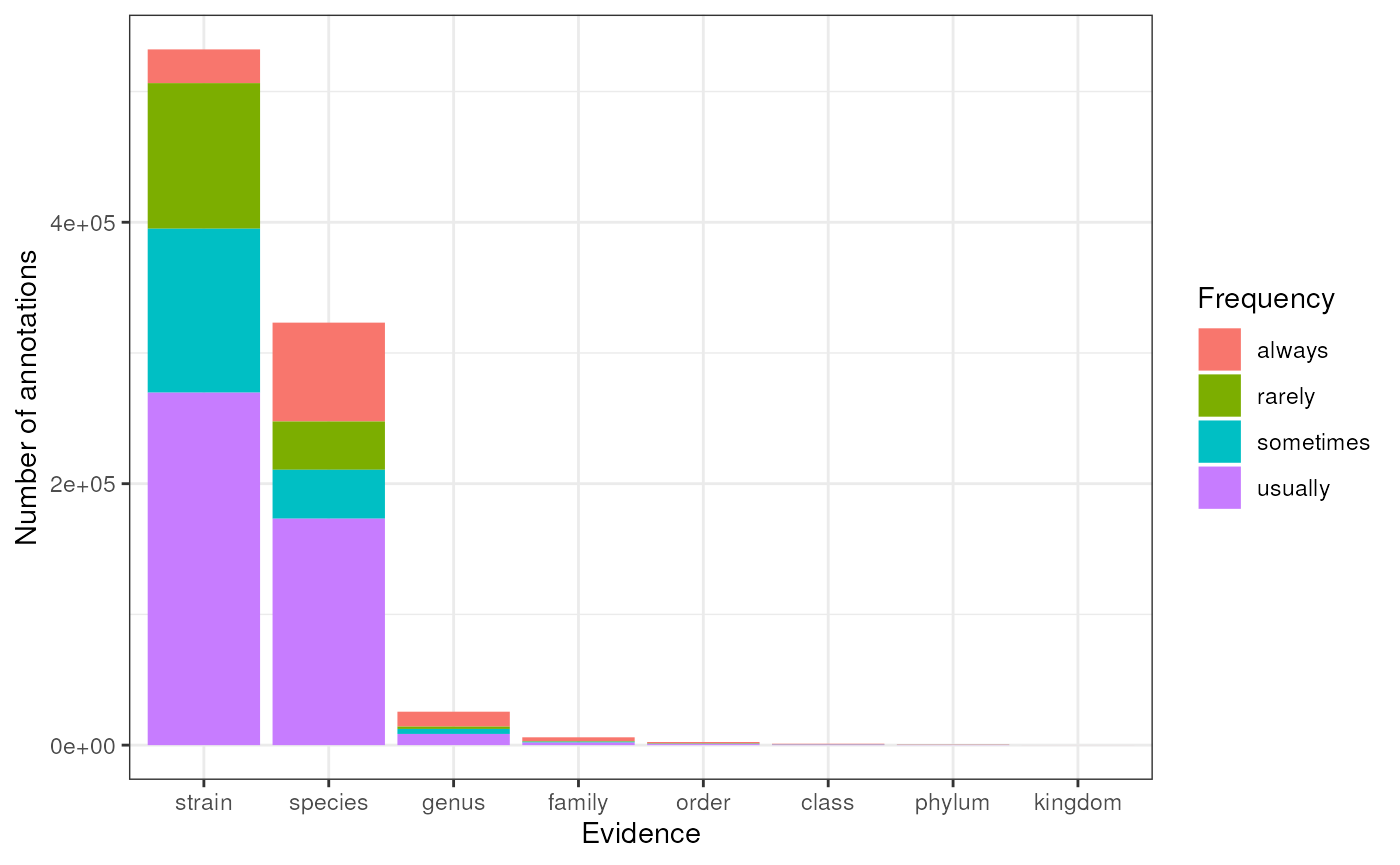 Number of annotations
4e+05
2e+05
0e+00
strain species genus family order class phylum kingdom
Evidence
Frequency
always
rarely
sometimes
usually